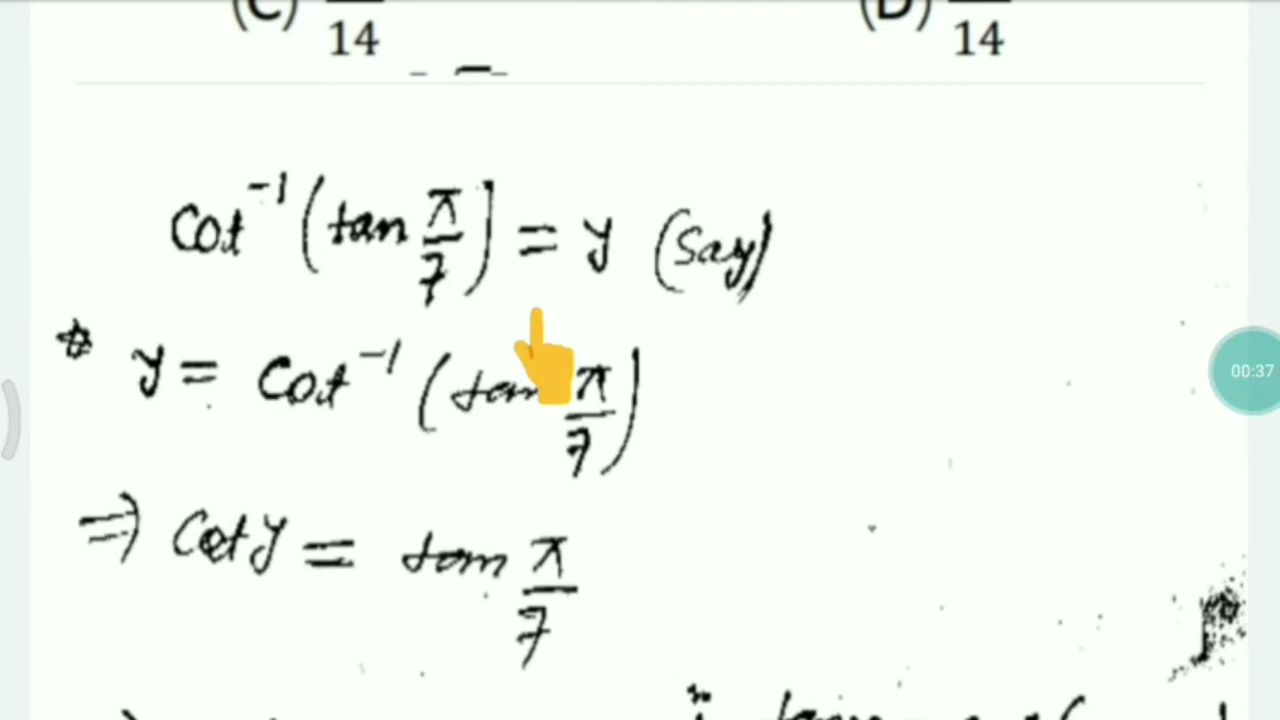 (C) 14 (D) 14
Cot⁻¹(tan π/7) = y (say)
y = Cot⁻¹(tan π/7)
00:37
⇒ Cot y = tan π/7